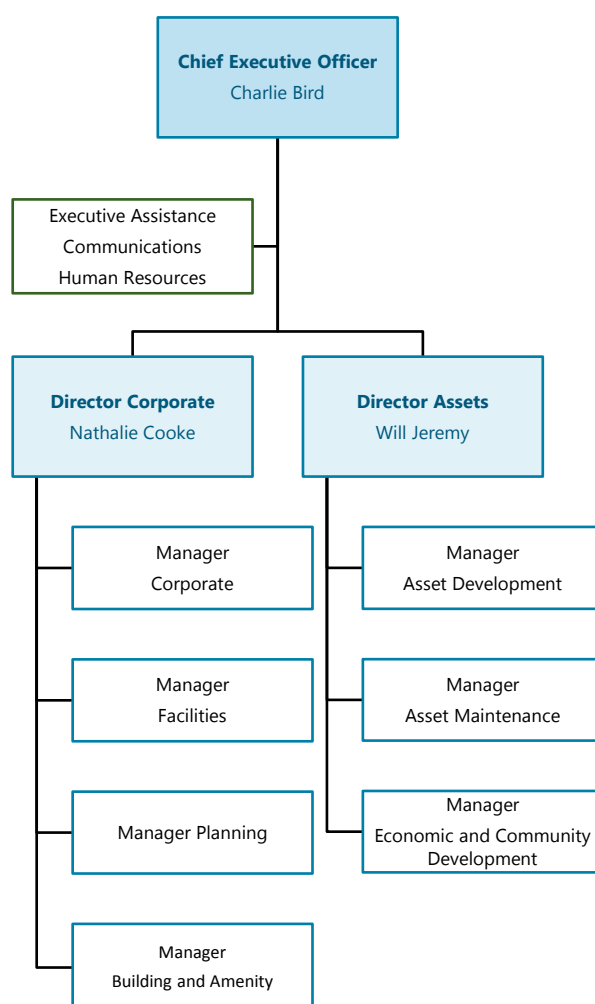 Chief Executive Officer
Charlie Bird
Executive Assistance
Communications
Human Resources
Director Corporate
Nathalie Cooke
Director Assets
Will Jeremy
Manager
Corporate
Manager
Asset Development
Manager
Facilities
Manager
Asset Maintenance
Manager Planning
Manager
Economic and Community
Development
Manager
Building and Amenity